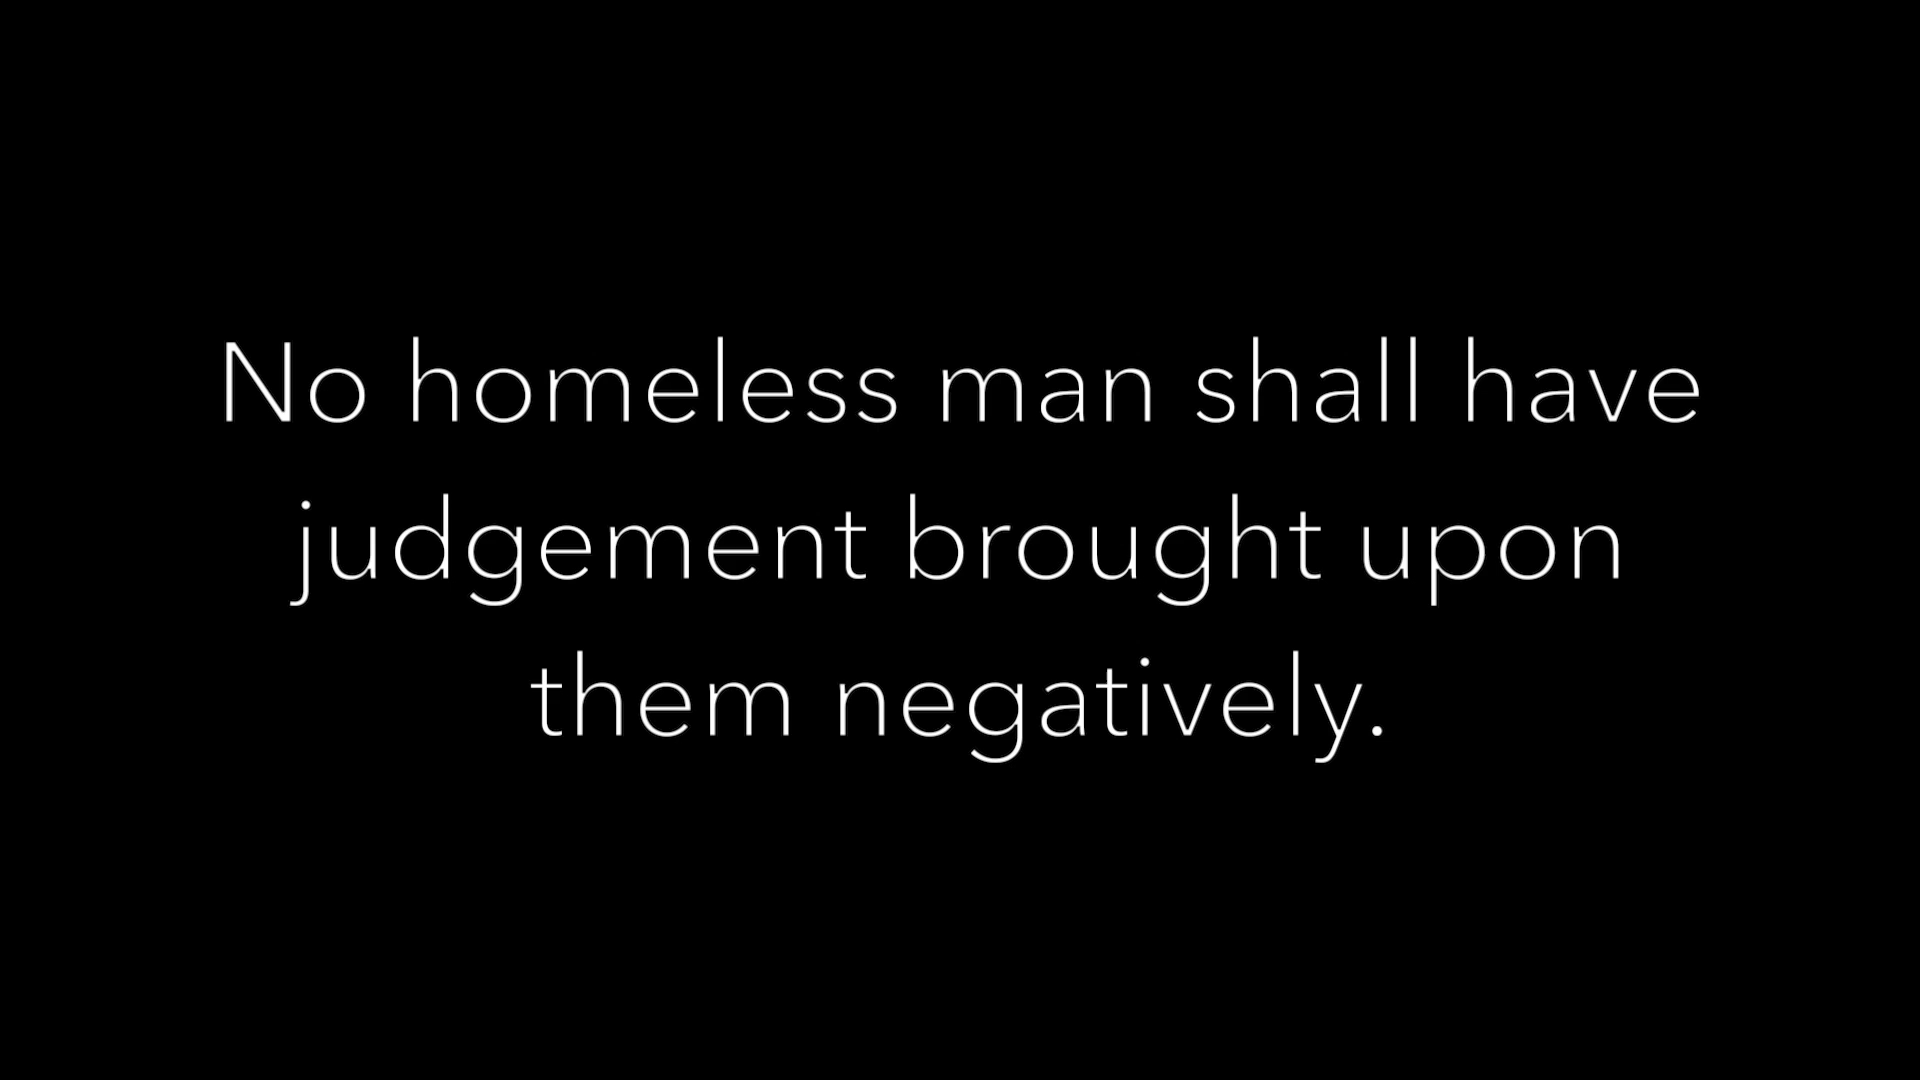 No homeless man shall have
judgement brought upon
them negatively.